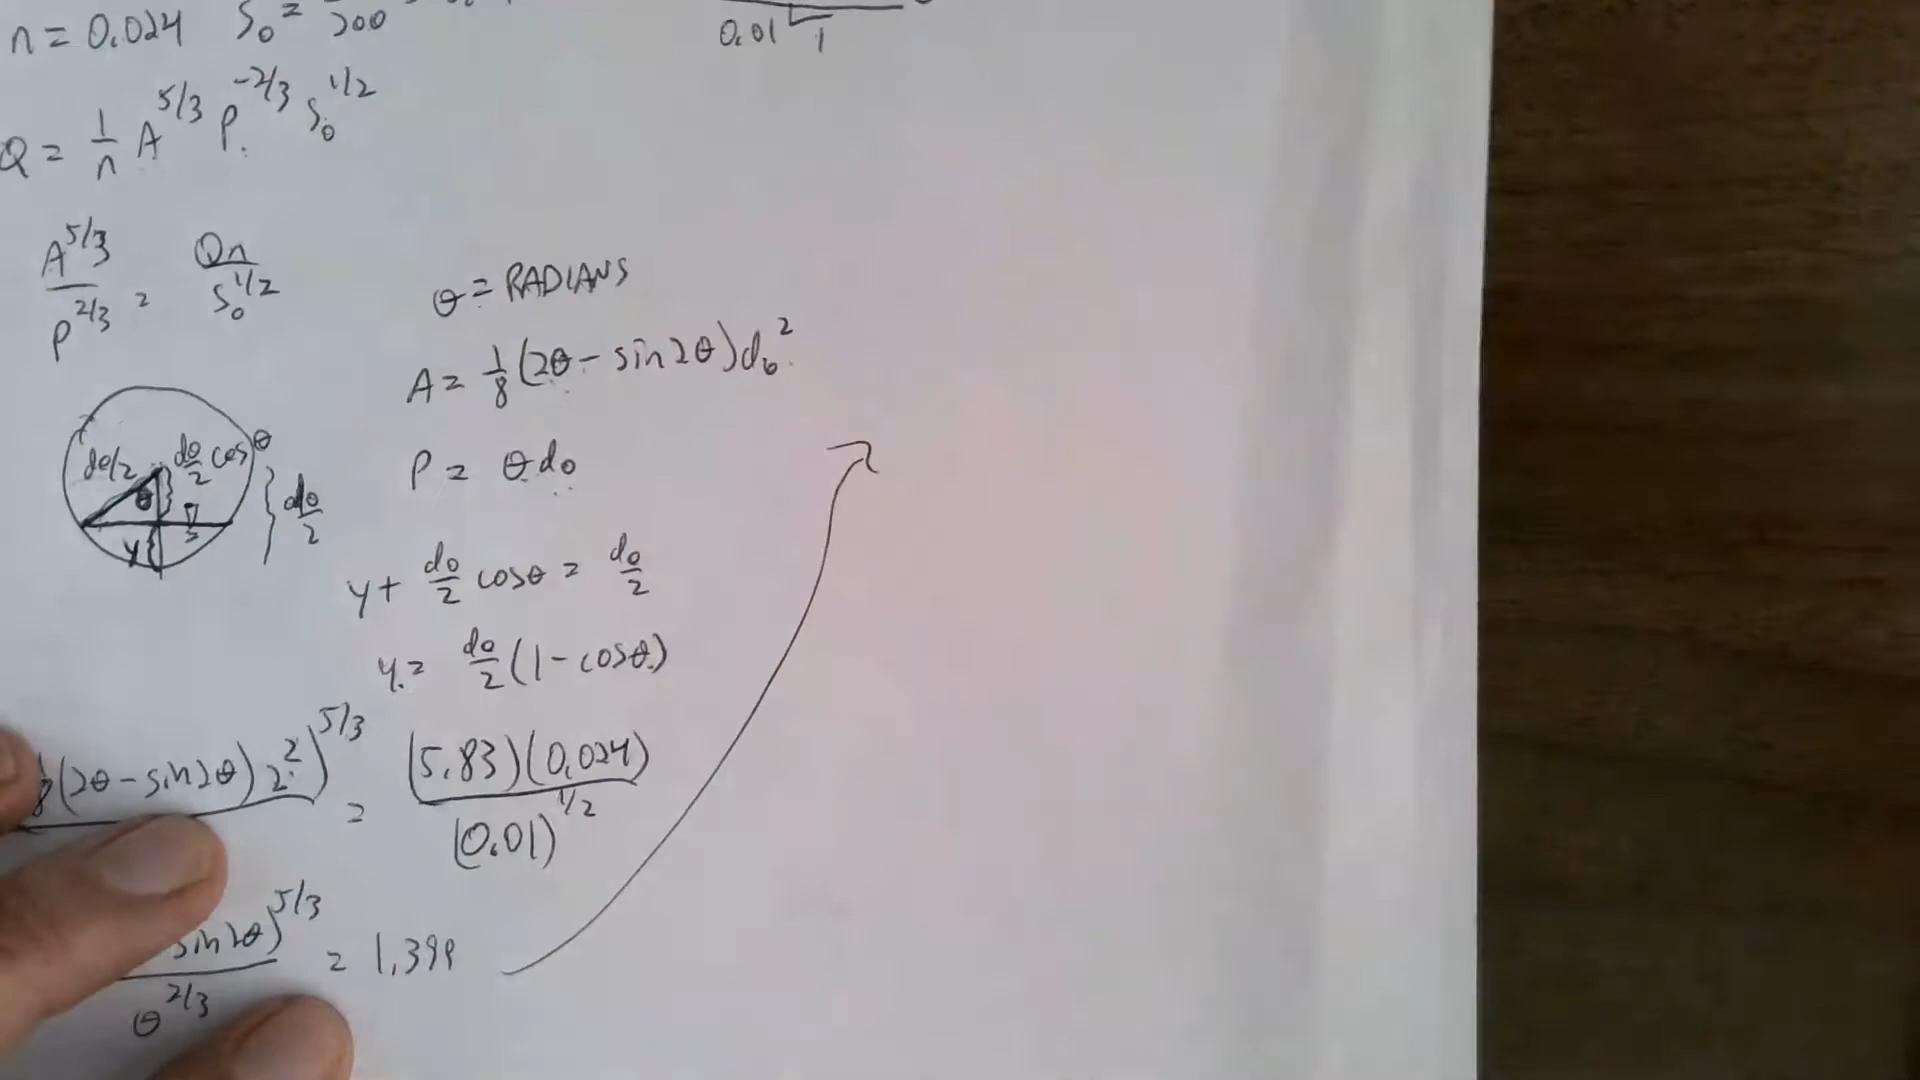 n = 0.024 S₀ = 200
0.01 1
Q = 1/n A^5/3 P^-2/3 S₀^1/2
A^5/3 / P^2/3 = Qn / S₀^1/2
θ = RADIANS
A = 1/8 (2θ - sin2θ)d₀²
d₀/2 d₀/2 cosθ
θ
d₀/2
y
P = θd₀
y + d₀/2 cosθ = d₀/2
y = d₀/2 (1 - cosθ)
(2θ - sin2θ) 2²)^5/3 = (5.83)(0.024) / (0.01)^1/2
sin2θ)^5/3 / θ^2/3 = 1.399